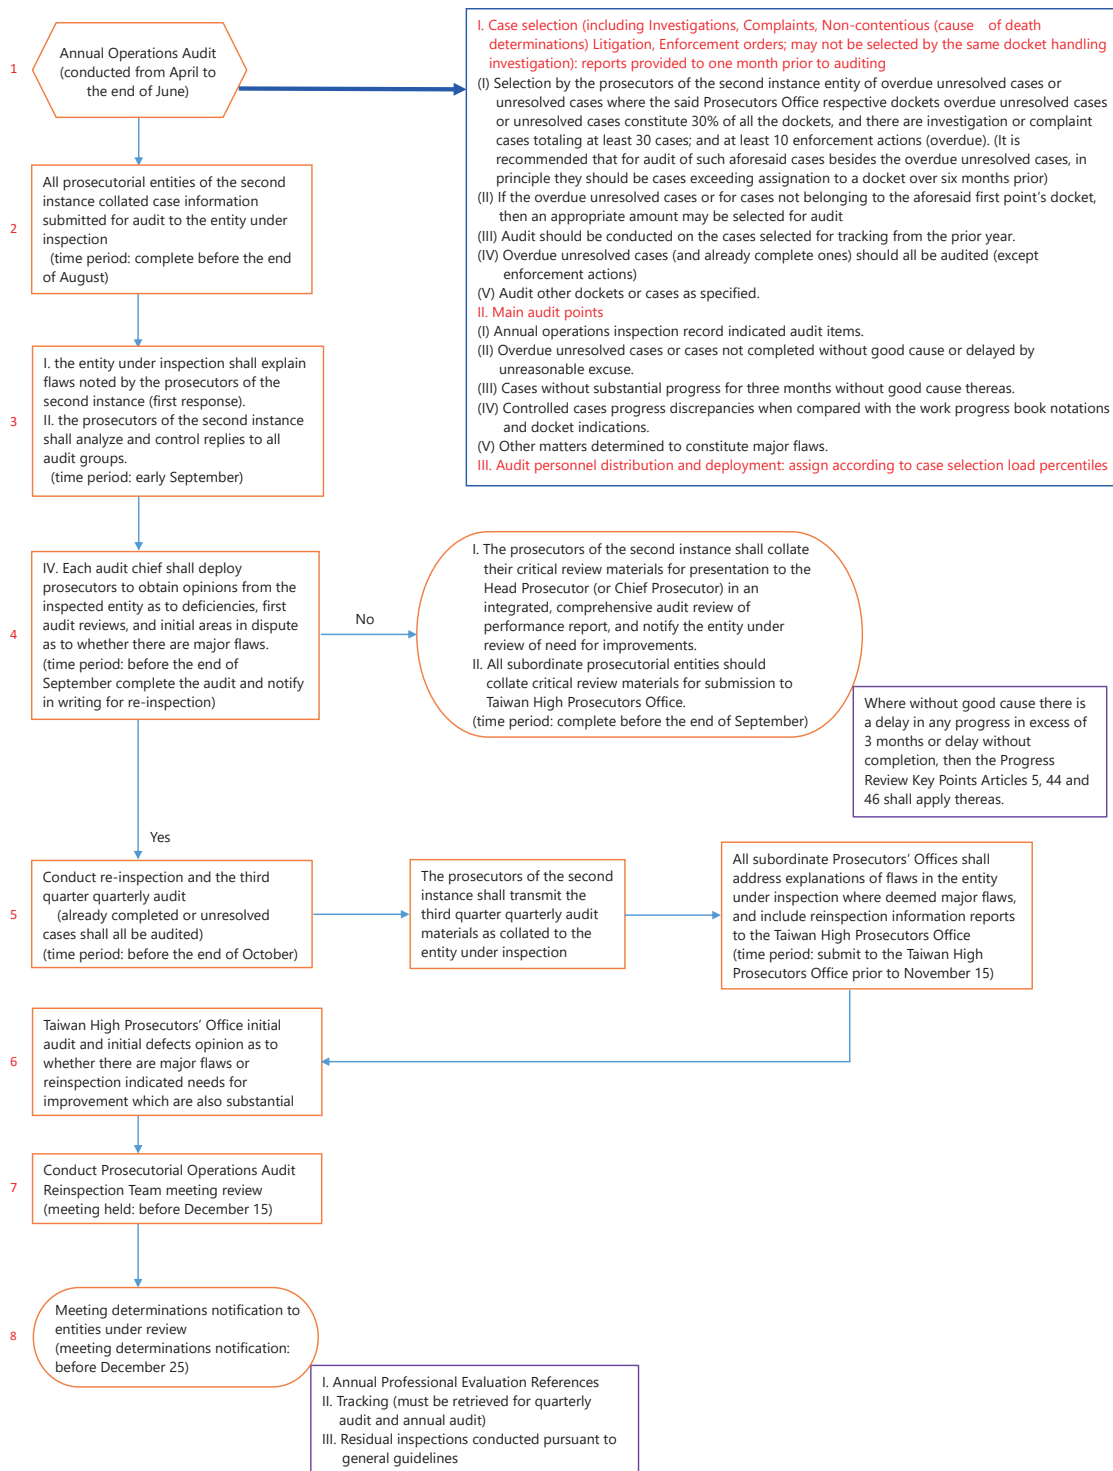 1
Annual Operations Audit
(conducted from April to
the end of June)
I. Case selection (including Investigations, Complaints, Non-contentious (cause of death
determinations) Litigation, Enforcement orders; may not be selected by the same docket handling
investigation): reports provided to one month prior to auditing
(I) Selection by the prosecutors of the second instance entity of overdue unresolved cases or
unresolved cases where the said Prosecutors Office respective dockets overdue unresolved cases
or unresolved cases constitute 30% of all the dockets, and there are investigation or complaint
cases totaling at least 30 cases; and at least 10 enforcement actions (overdue). (It is
recommended that for audit of such aforesaid cases besides the overdue unresolved cases, in
principle they should be cases exceeding assignation to a docket over six months prior)
(II) If the overdue unresolved cases or for cases not belonging to the aforesaid first point's docket,
then an appropriate amount may be selected for audit
(III) Audit should be conducted on the cases selected for tracking from the prior year.
(IV) Overdue unresolved cases (and already complete ones) should all be audited (except
enforcement actions)
(V) Audit other dockets or cases as specified.
II. Main audit points
(I) Annual operations inspection record indicated audit items.
(II) Overdue unresolved cases or cases not completed without good cause or delayed by
unreasonable excuse.
(III) Cases without substantial progress for three months without good cause thereas.
(IV) Controlled cases progress discrepancies when compared with the work progress book notations
and docket indications.
(V) Other matters determined to constitute major flaws.
III. Audit personnel distribution and deployment: assign according to case selection load percentiles
2
All prosecutorial entities of the second
instance collated case information
submitted for audit to the entity under
inspection
(time period: complete before the end
of August)
3
I. the entity under inspection shall explain
flaws noted by the prosecutors of the
second instance (first response).
II. the prosecutors of the second instance
shall analyze and control replies to all
audit groups.
(time period: early September)
4
IV. Each audit chief shall deploy
prosecutors to obtain opinions from the
inspected entity as to deficiencies, first
audit reviews, and initial areas in dispute
as to whether there are major flaws.
(time period: before the end of
September complete the audit and notify
in writing for re-inspection)
No
I. The prosecutors of the second instance shall collate
their critical review materials for presentation to the
Head Prosecutor (or Chief Prosecutor) in an
integrated, comprehensive audit review of
performance report, and notify the entity under
review of need for improvements.
II. All subordinate prosecutorial entities should
collate critical review materials for submission to
Taiwan High Prosecutors Office.
(time period: complete before the end of September)
Where without good cause there is
a delay in any progress in excess of
3 months or delay without
completion, then the Progress
Review Key Points Articles 5, 44 and
46 shall apply thereas.
Yes
5
Conduct re-inspection and the third
quarter quarterly audit
(already completed or unresolved
cases shall all be audited)
(time period: before the end of October)
The prosecutors of the second
instance shall transmit the
third quarter quarterly audit
materials as collated to the
entity under inspection
All subordinate Prosecutors' Offices shall
address explanations of flaws in the entity
under inspection where deemed major flaws,
and include reinspection information reports
to the Taiwan High Prosecutors Office
(time period: submit to the Taiwan High
Prosecutors Office prior to November 15)
6
Taiwan High Prosecutors' Office initial
audit and initial defects opinion as to
whether there are major flaws or
reinspection indicated needs for
improvement which are also substantial
7
Conduct Prosecutorial Operations Audit
Reinspection Team meeting review
(meeting held: before December 15)
8
Meeting determinations notification to
entities under review
(meeting determinations notification:
before December 25)
I. Annual Professional Evaluation References
II. Tracking (must be retrieved for quarterly
audit and annual audit)
III. Residual inspections conducted pursuant to
general guidelines